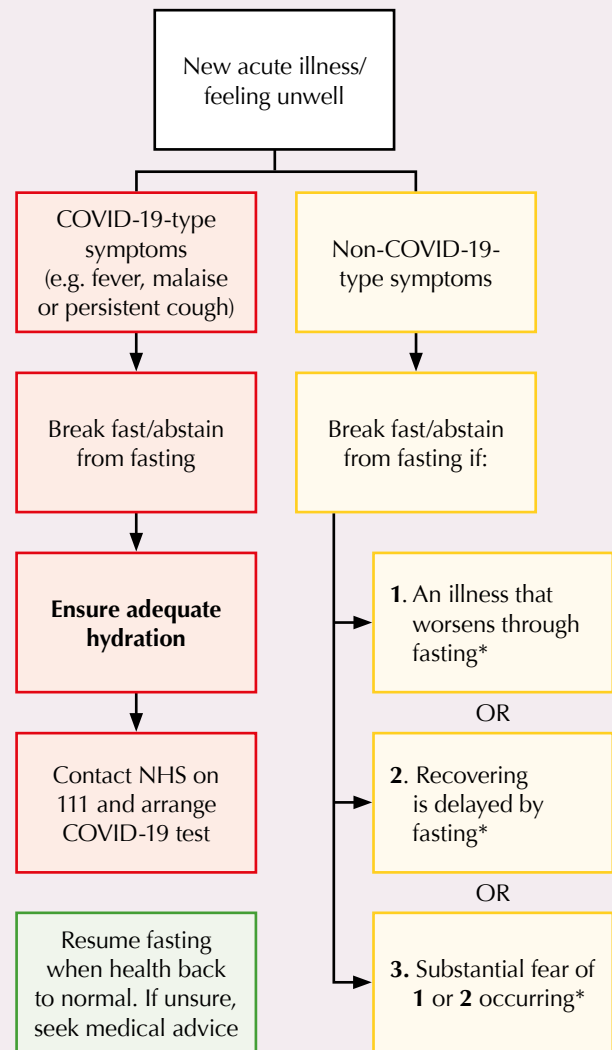 New acute illness/
feeling unwell
COVID-19-type
symptoms
(e.g. fever, malaise
or persistent cough)
Non-COVID-19-
type symptoms
Break fast/abstain
from fasting
Break fast/abstain
from fasting if:
Ensure adequate
hydration
1. An illness that
worsens through
fasting*
OR
Contact NHS on
111 and arrange
COVID-19 test
2. Recovering
is delayed by
fasting*
OR
Resume fasting
when health back
to normal. If unsure,
seek medical advice
3. Substantial fear of
1 or 2 occurring*